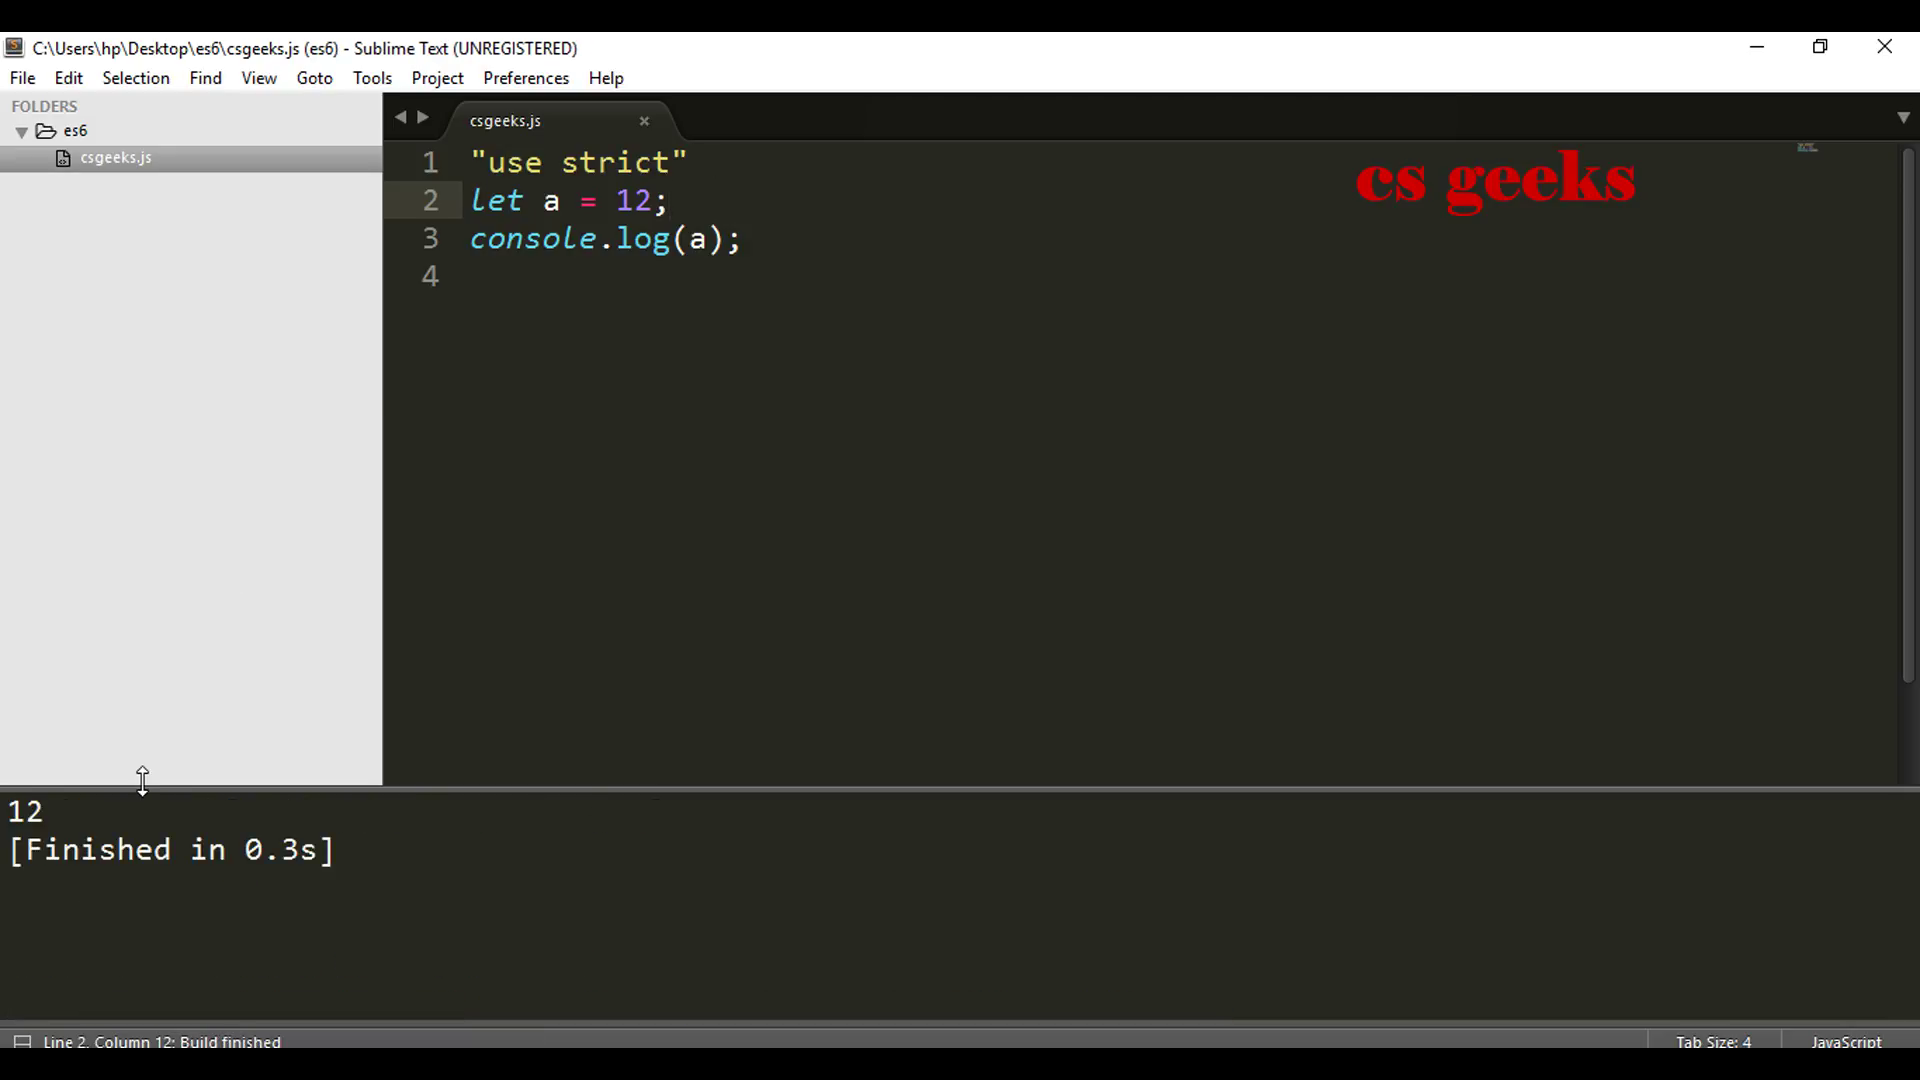 C:\Users\hp\Desktop\es6\csgeeks.js (es6) - Sublime Text (UNREGISTERED)
File Edit Selection Find View Goto Tools Project Preferences Help
FOLDERS
es6
csgeeks.js
csgeeks.js
1 "use strict"
2 let a = 12;
3 console.log(a);
4
cs geeks
12
[Finished in 0.3s]
Line 2, Column 12; Build finished
Tab Size: 4
JavaScript